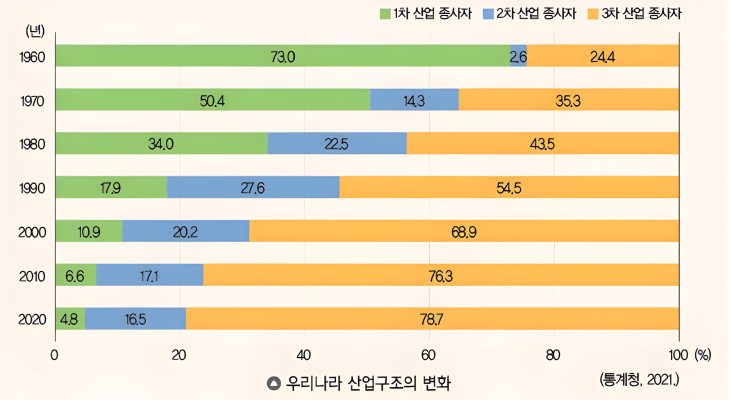 1차 산업 종사자 2차 산업 종사자 3차 산업 종사자
(년)
1960 73.0 2.6 24.4
1970 50.4 14.3 35.3
1980 34.0 22.5 43.5
1990 17.9 27.6 54.5
2000 10.9 20.2 68.9
2010 6.6 17.1 76.3
2020 4.8 16.5 78.7
0 20 40 60 80 100 (%)
우리나라 산업구조의 변화
(통계청, 2021.)